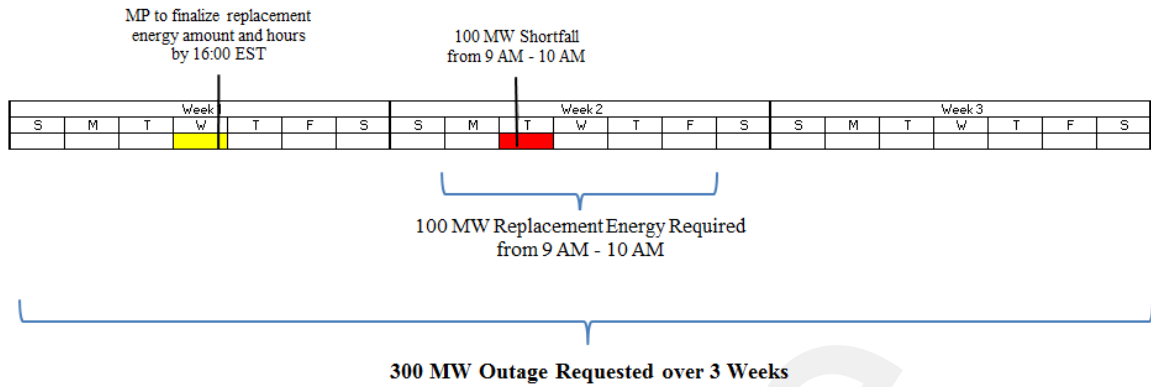 MP to finalize replacement
energy amount and hours
by 16:00 EST
100 MW Shortfall
from 9 AM - 10 AM
Week 1 Week 2 Week 3
S M T W T F S S M T W T F S S M T W T F S
100 MW Replacement Energy Required
from 9 AM - 10 AM
300 MW Outage Requested over 3 Weeks